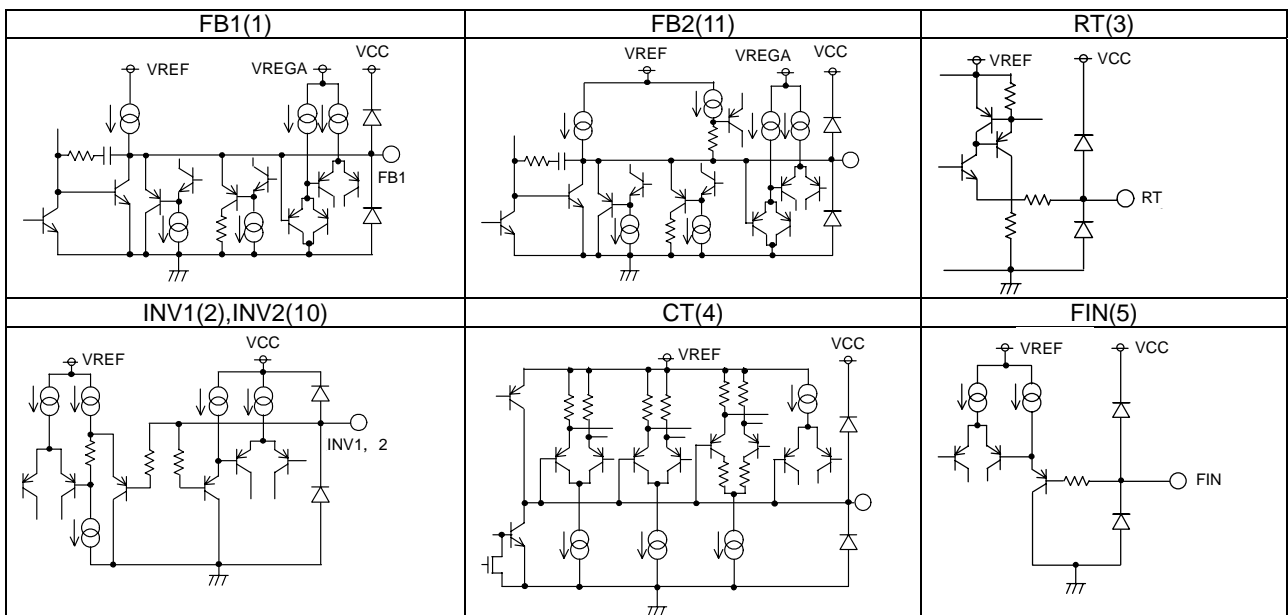 FB1(1)
FB2(11)
RT(3)
VREF
VREGA
VCC
FB1
VREF
VREGA
VCC
VREF
VCC
RT
INV1(2),INV2(10)
CT(4)
FIN(5)
VREF
VCC
INV1, 2
VREF
VCC
VREF
VCC
FIN